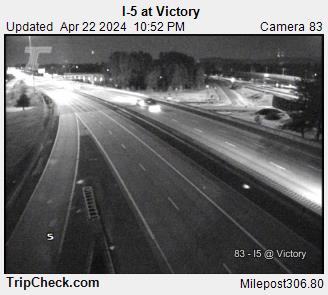 I-5 at Victory
Updated Apr 22 2024 10:52 PM Camera 83
T
S
83 - I5 @ Victory
TripCheck.com Milepost306.80